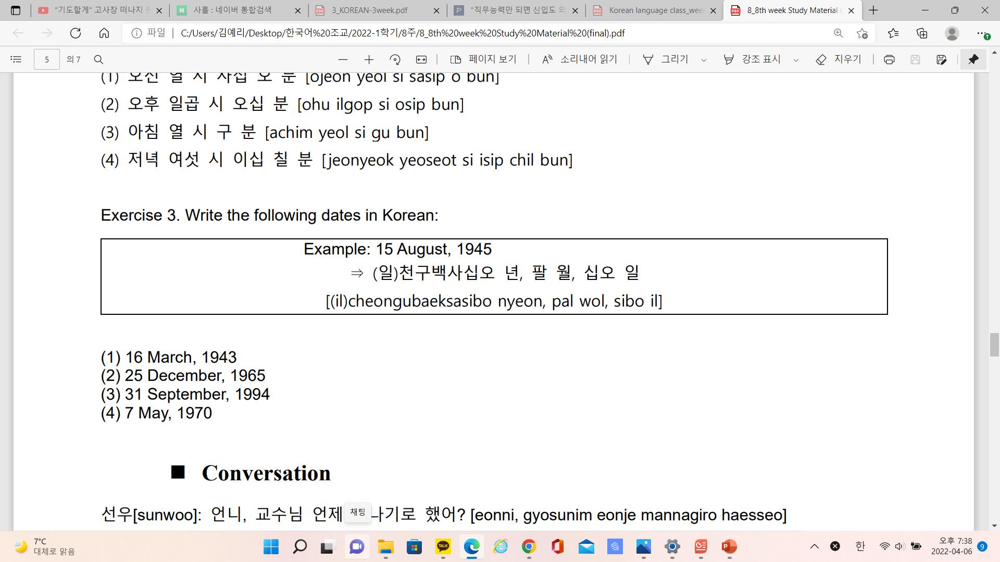 "기도할게" 고사장 떠나지
사흘 : 네이버 통합검색
3_KOREAN-3week.pdf
"직무능력만 되면 신입도 외
Korean language class_wee
8_8th week Study Material (
파일
C:/Users/김예리/Desktop/한국어%20조교/2022-1학기/8주/8_8th%20week%20Study%20Material%20(final).pdf
5 의 7
페이지 보기
소리내어 읽기
그리기
강조 표시
지우기
(1) 오전 열 시 사십 오 분 [ojeon yeol si sasip o bun]
(2) 오후 일곱 시 오십 분 [ohu ilgop si osip bun]
(3) 아침 열 시 구 분 [achim yeol si gu bun]
(4) 저녁 여섯 시 이십 칠 분 [jeonyeok yeoseot si isip chil bun]
Exercise 3. Write the following dates in Korean:
Example: 15 August, 1945
⇒ (일)천구백사십오 년, 팔 월, 십오 일
[(il)cheongubaeksasibo nyeon, pal wol, sibo il]
(1) 16 March, 1943
(2) 25 December, 1965
(3) 31 September, 1994
(4) 7 May, 1970
■ Conversation
선우[sunwoo]: 언니, 교수님 언제 나기로 했어? [eonni, gyosunim eonje mannagiro haesseo]
채팅
7°C
대체로 맑음
TALK
한
오후 7:38
2022-04-06
9